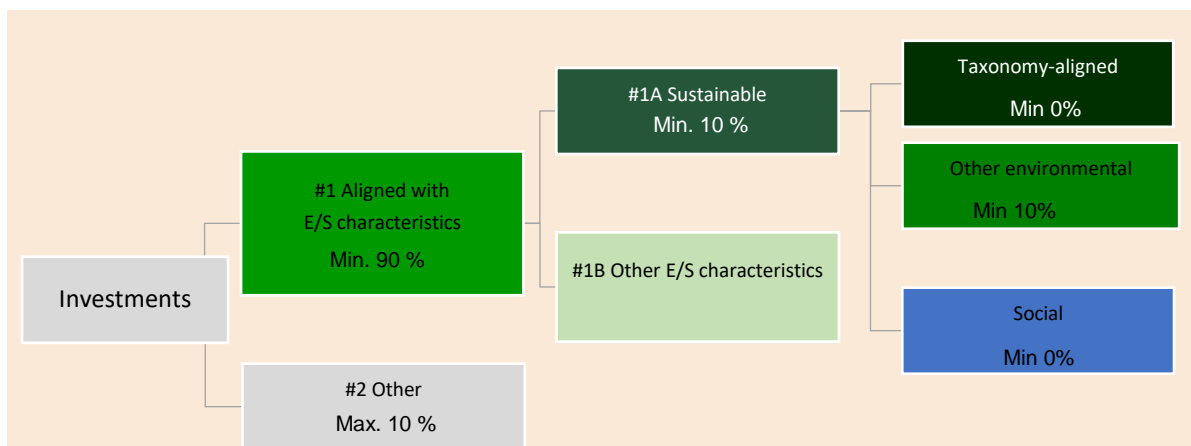 Investments
#1 Aligned with
E/S characteristics
Min. 90 %
#2 Other
Max. 10 %
#1A Sustainable
Min. 10 %
#1B Other E/S characteristics
Taxonomy-aligned
Min 0%
Other environmental
Min 10%
Social
Min 0%